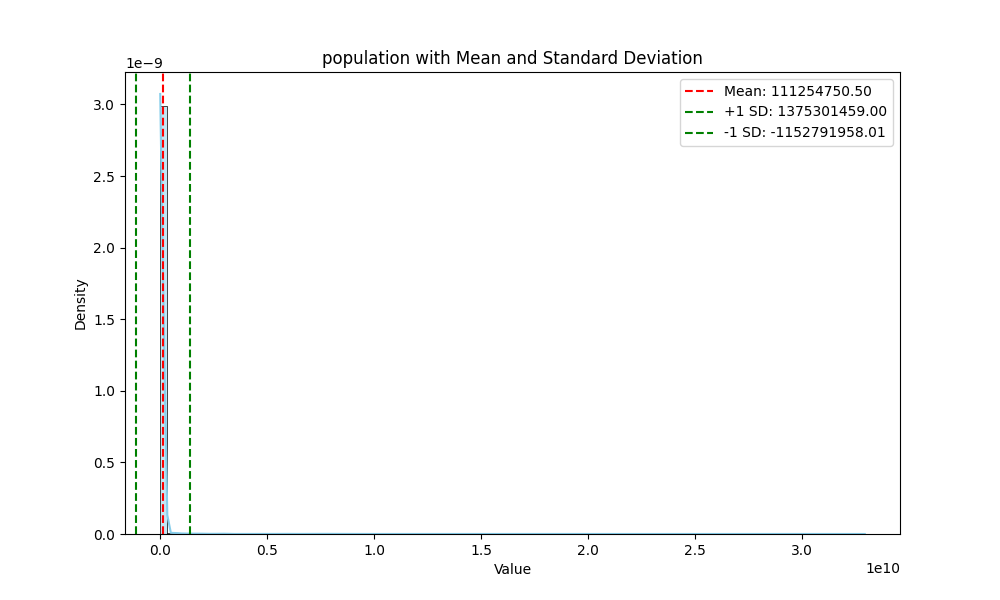 population with Mean and Standard Deviation
1e−9
Mean: 111254750.50
+1 SD: 1375301459.00
-1 SD: -1152791958.01
3.0
2.5
2.0
1.5
1.0
0.5
0.0
Density
0.0 0.5 1.0 1.5 2.0 2.5 3.0
1e10
Value